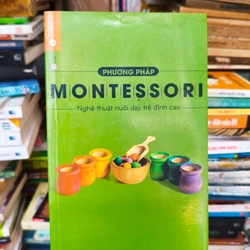 PHƯƠNG PHÁP
MONTESSORI
Nghệ thuật nuôi dạy trẻ đỉnh cao